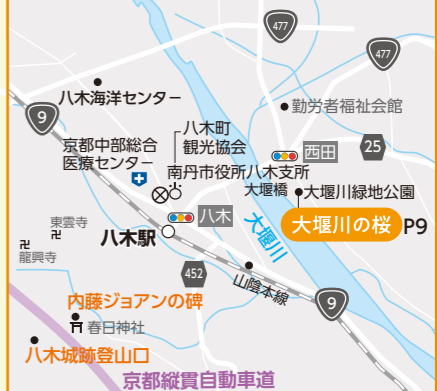 477
477
八木海洋センター
9
勤労者福祉会館
八木町
観光協会
京都中部総合
医療センター
西田
25
南丹市役所八木支所
大堰橋
大堰川緑地公園
八木
大堰川の桜 P9
東雲寺
八木駅
大堰川
龍興寺
452
山陰本線
9
内藤ジョアンの碑
春日神社
八木城跡登山口
京都縦貫自動車道